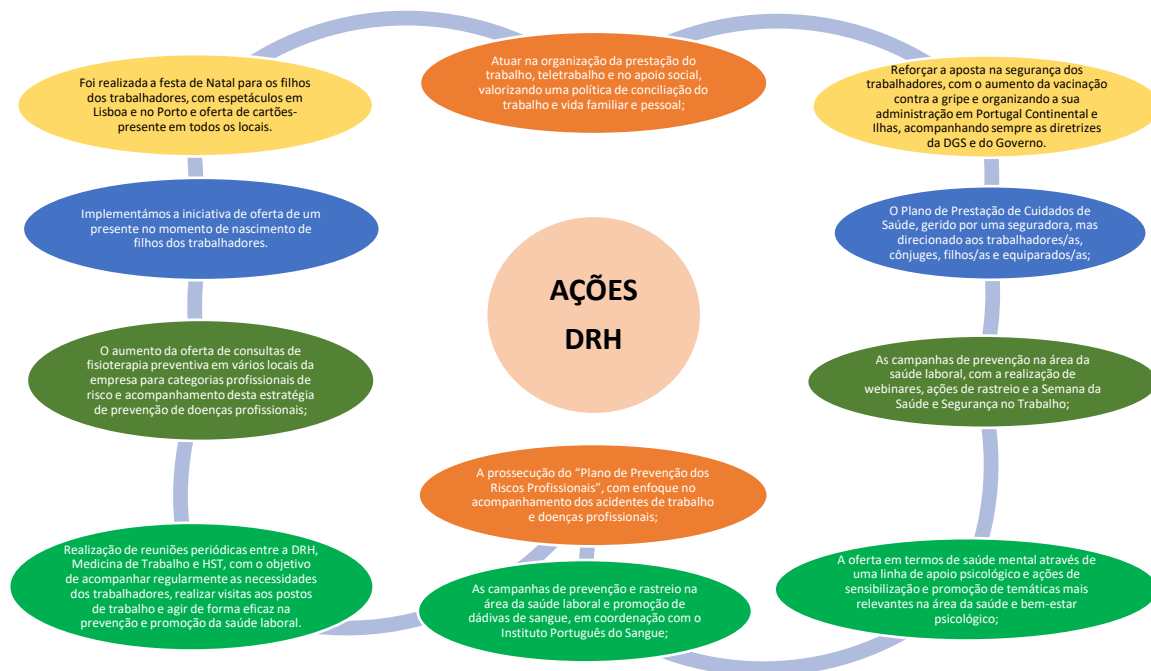 Atuar na organização da prestação do
trabalho, teletrabalho e no apoio social,
valorizando uma política de conciliação do
trabalho e vida familiar e pessoal;
Reforçar a aposta na segurança dos
trabalhadores, com o aumento da vacinação
contra a gripe e organizando a sua
administração em Portugal Continental e
Ilhas, acompanhando sempre as diretrizes
da DGS e do Governo.
O Plano de Prestação de Cuidados de
Saúde, gerido por uma seguradora, mas
direcionado aos trabalhadores/as,
cônjuges, filhos/as e equiparados/as;
As campanhas de prevenção na área da
saúde laboral, com a realização de
webinares, ações de rastreio e a Semana da
Saúde e Segurança no Trabalho;
A oferta em termos de saúde mental através de
uma linha de apoio psicológico e ações de
sensibilização e promoção de temáticas mais
relevantes na área da saúde e bem-estar
psicológico;
As campanhas de prevenção e rastreio na
área da saúde laboral e promoção de
dádivas de sangue, em coordenação com o
Instituto Português do Sangue;
A prossecução do “Plano de Prevenção dos
Riscos Profissionais”, com enfoque no
acompanhamento dos acidentes de trabalho
e doenças profissionais;
Realização de reuniões periódicas entre a DRH,
Medicina de Trabalho e HST, com o objetivo
de acompanhar regularmente as necessidades
dos trabalhadores, realizar visitas aos postos
de trabalho e agir de forma eficaz na
prevenção e promoção da saúde laboral.
O aumento da oferta de consultas de
fisioterapia preventiva em vários locais da
empresa para categorias profissionais de
risco e acompanhamento desta estratégia
de prevenção de doenças profissionais;
Implementámos a iniciativa de oferta de um
presente no momento de nascimento de
filhos dos trabalhadores.
Foi realizada a festa de Natal para os filhos
dos trabalhadores, com espetáculos em
Lisboa e no Porto e oferta de cartões-
presente em todos os locais.
AÇÕES
DRH